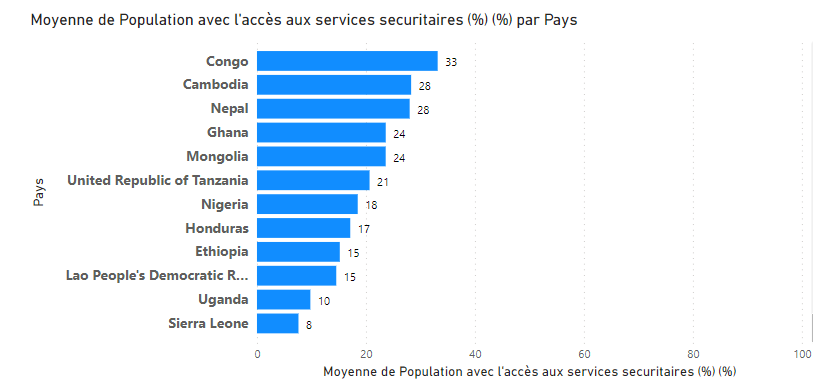 Moyenne de Population avec l'accès aux services securitaires (%) (%) par Pays
Congo 33
Cambodia 28
Nepal 28
Ghana 24
Mongolia 24
United Republic of Tanzania 21
Nigeria 18
Honduras 17
Ethiopia 15
Lao People's Democratic R... 15
Uganda 10
Sierra Leone 8
Pays
0 20 40 60 80 100
Moyenne de Population avec l'accès aux services securitaires (%) (%)